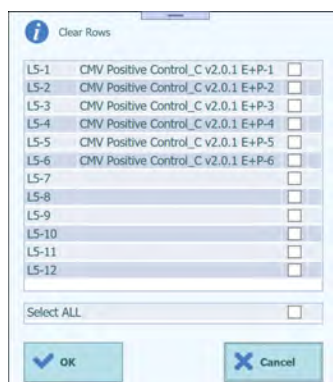 Clear Rows
L5-1 CMV Positive Control_C v2.0.1 E+P-1
L5-2 CMV Positive Control_C v2.0.1 E+P-2
L5-3 CMV Positive Control_C v2.0.1 E+P-3
L5-4 CMV Positive Control_C v2.0.1 E+P-4
L5-5 CMV Positive Control_C v2.0.1 E+P-5
L5-6 CMV Positive Control_C v2.0.1 E+P-6
L5-7
L5-8
L5-9
L5-10
L5-11
L5-12
Select ALL
OK Cancel